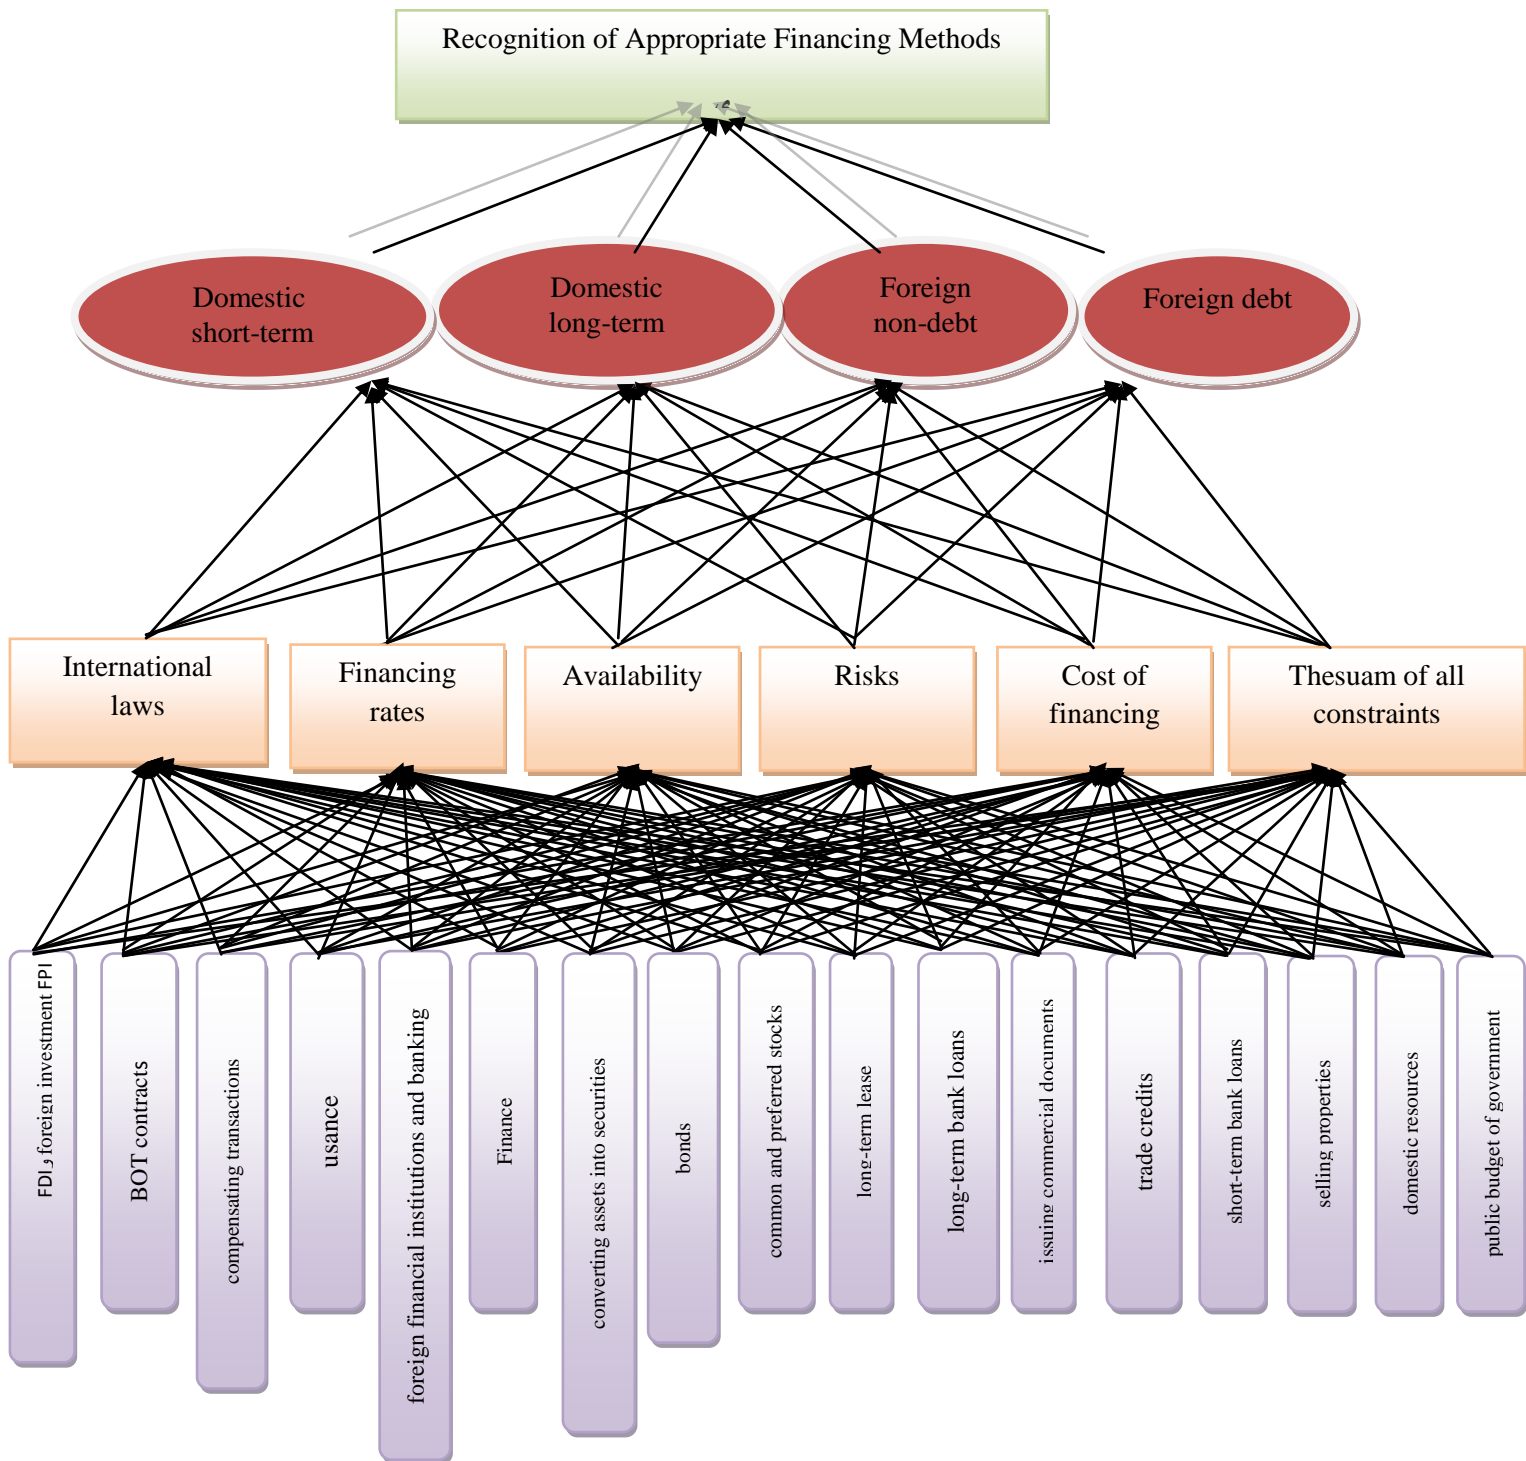 Recognition of Appropriate Financing Methods
Domestic
short-term
Domestic
long-term
Foreign
non-debt
Foreign debt
International
laws
Financing
rates
Availability
Risks
Cost of
financing
Thesuam of all
constraints
FDI و foreign investment FPI
BOT contracts
compensating transactions
usance
foreign financial institutions and banking
Finance
converting assets into securities
bonds
common and preferred stocks
long-term lease
long-term bank loans
issuing commercial documents
trade credits
short-term bank loans
selling properties
domestic resources
public budget of government